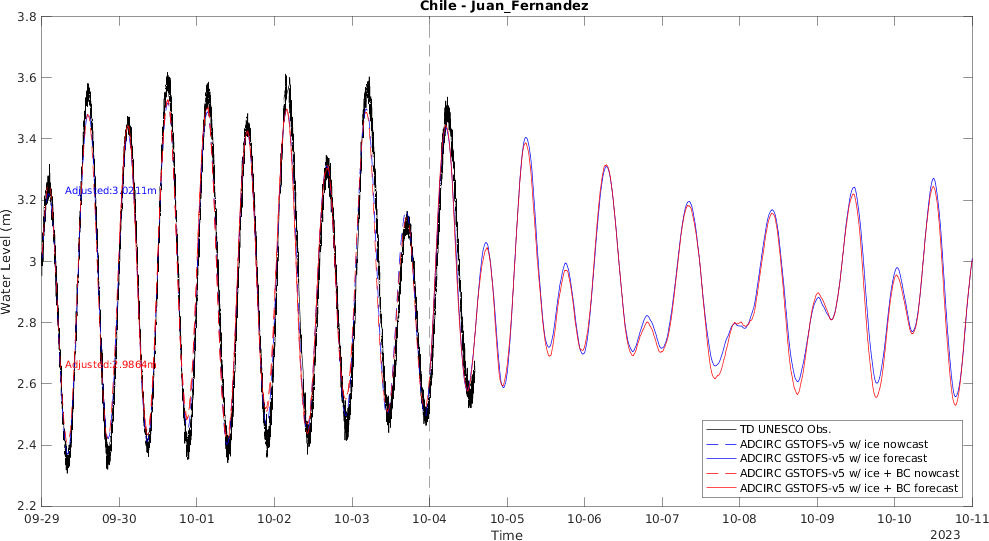 Chile - Juan_Fernandez
3.8
3.6
3.4
3.2
3
2.8
2.6
2.4
2.2
Water Level (m)
Adjusted:3.0211m
Adjusted:2.9864m
TD UNESCO Obs.
ADCIRC GSTOFS-v5 w/ ice nowcast
ADCIRC GSTOFS-v5 w/ ice forecast
ADCIRC GSTOFS-v5 w/ ice + BC nowcast
ADCIRC GSTOFS-v5 w/ ice + BC forecast
09-29 09-30 10-01 10-02 10-03 10-04 10-05 10-06 10-07 10-08 10-09 10-10 10-11
Time
2023